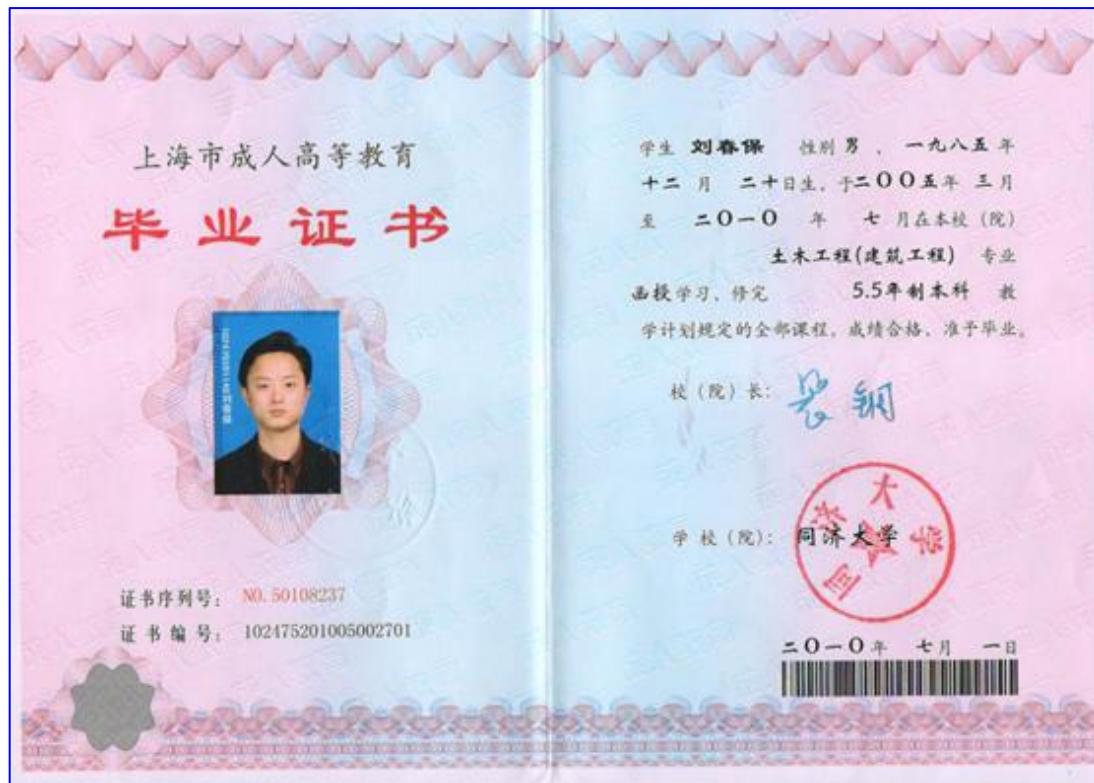 上海市成人高等教育
毕业证书
证书序列号: NO. 50108237
证书编号: 102475201005002701
学生 刘春保 性别 男 , 一九八五 年
十二 月 二十日生, 于二〇〇五年 三月
至 二〇一〇 年 七 月在本校 (院)
土木工程(建筑工程) 专业
函授学习、修完 5.5年制本科 教
学计划规定的全部课程, 成绩合格、准予毕业。
校 (院) 长:
学 校 (院): 同济大学
同济大学
二〇一〇年 七月 一日